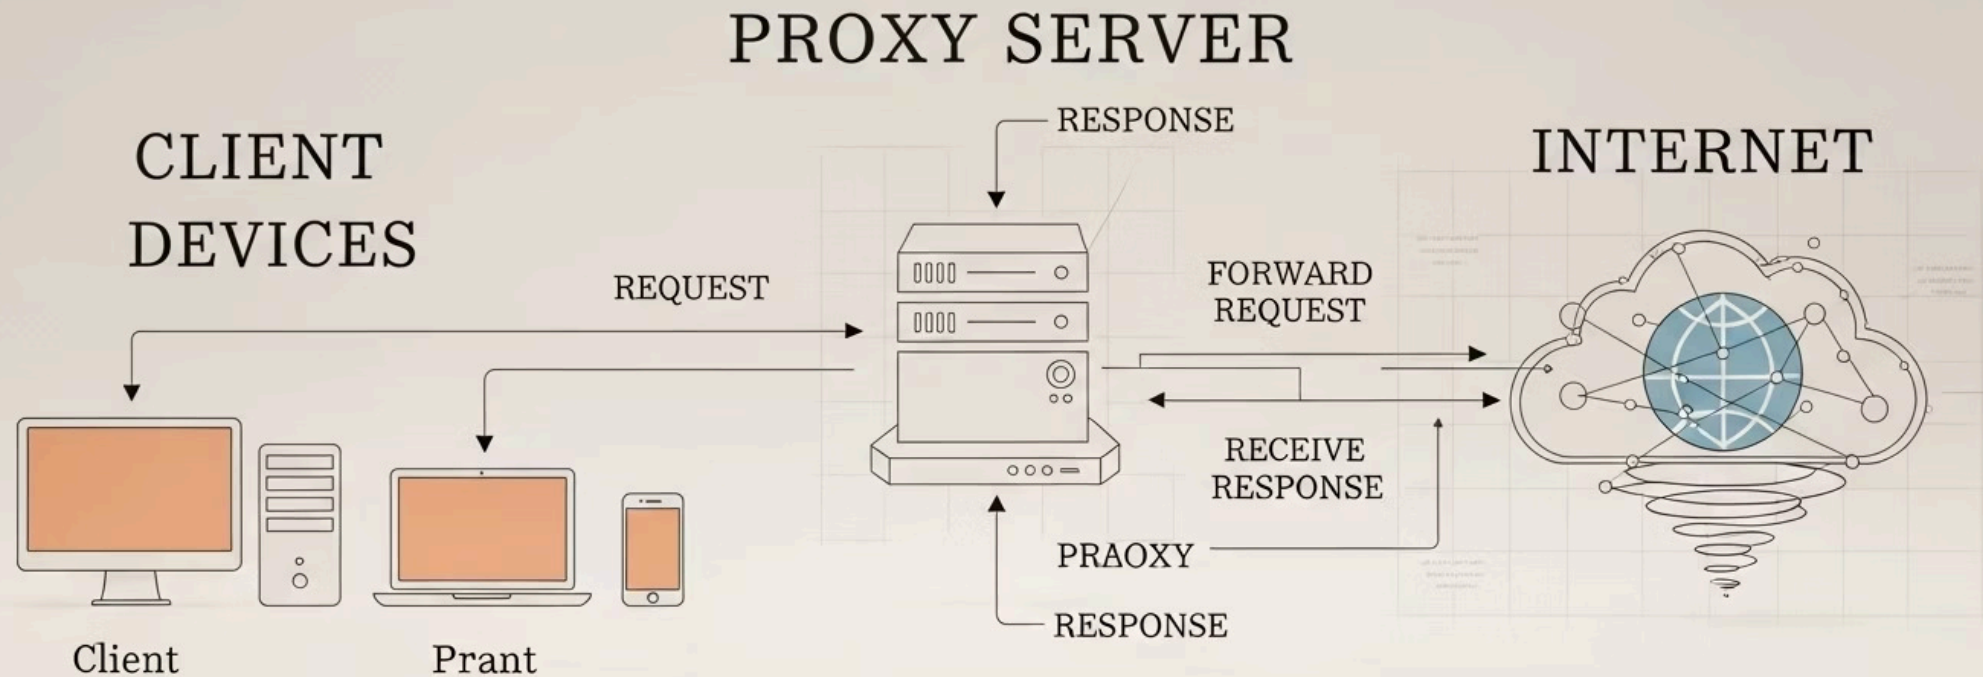 PROXY SERVER
CLIENT
DEVICES
RESPONSE
INTERNET
REQUEST
FORWARD
REQUEST
RECEIVE
RESPONSE
PRAOXY
RESPONSE
Client
Prant